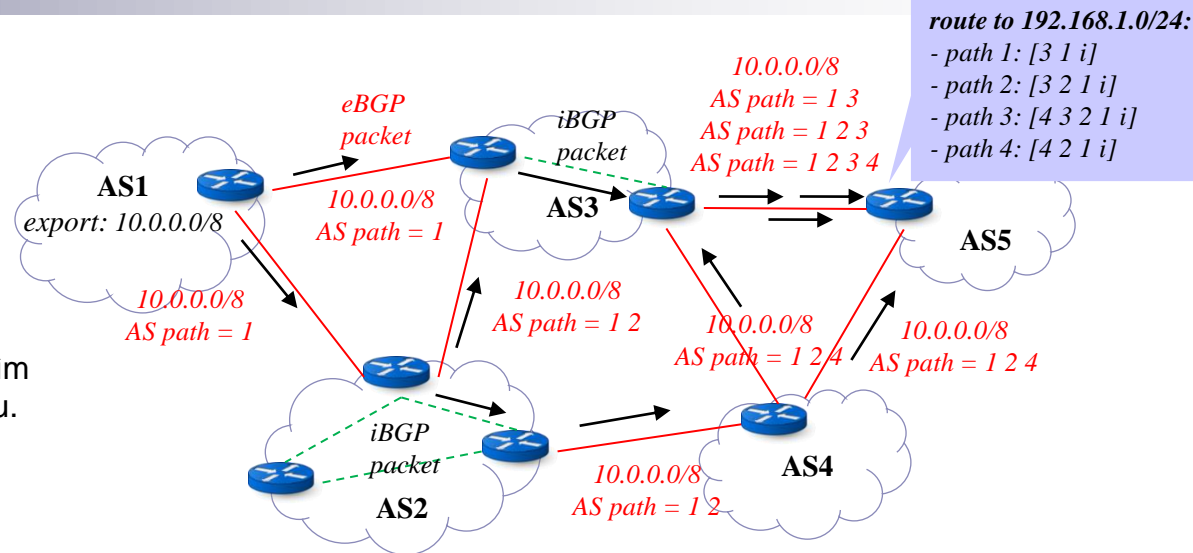 route to 192.168.1.0/24:
- path 1: [3 1 i]
- path 2: [3 2 1 i]
- path 3: [4 3 2 1 i]
- path 4: [4 2 1 i]
10.0.0.0/8
AS path = 1 3
AS path = 1 2 3
AS path = 1 2 3 4
eBGP
packet
iBGP
packet
AS1
export: 10.0.0.0/8
10.0.0.0/8
AS path = 1
AS3
AS5
10.0.0.0/8
AS path = 1
10.0.0.0/8
AS path = 1 2
10.0.0.0/8
AS path = 1 2 4
10.0.0.0/8
AS path = 1 2 4
im
u.
iBGP
packet
AS2
10.0.0.0/8
AS path = 1 2
AS4